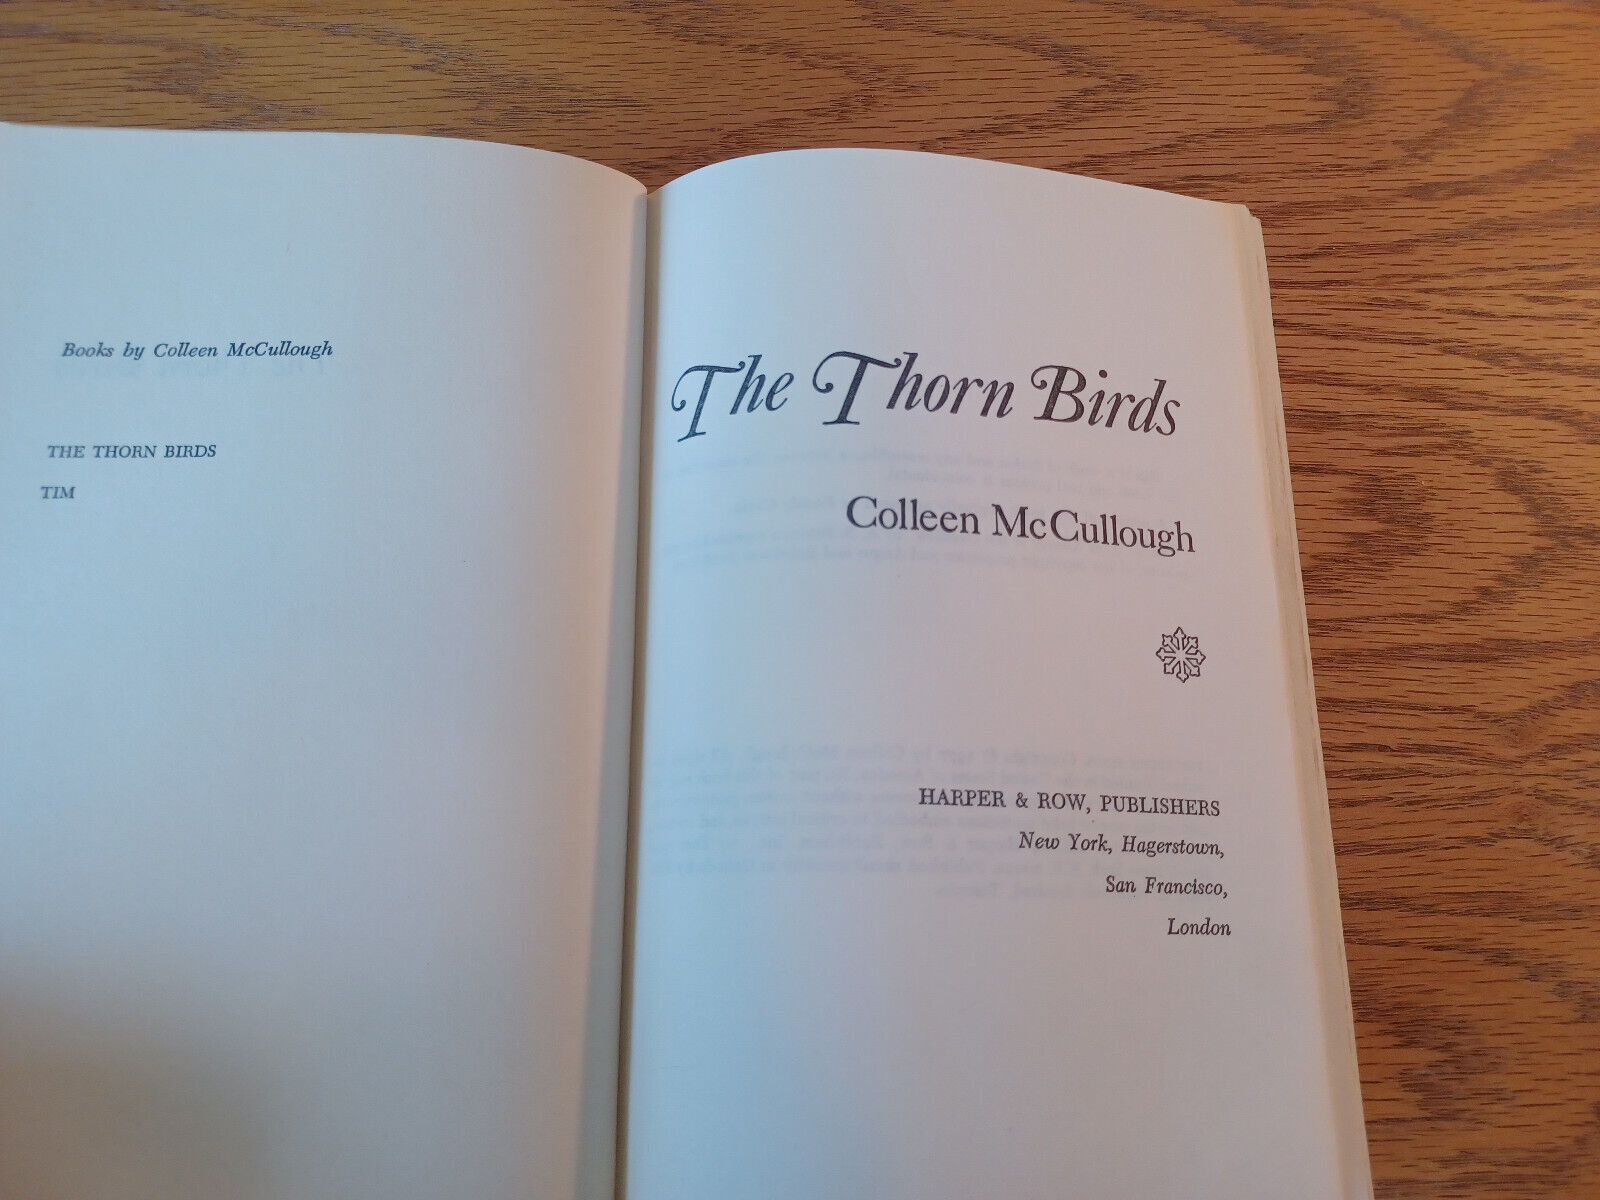 Books by Colleen McCullough
THE THORN BIRDS
TIM
The Thorn Birds
Colleen McCullough
HARPER & ROW, PUBLISHERS
New York, Hagerstown,
San Francisco,
London